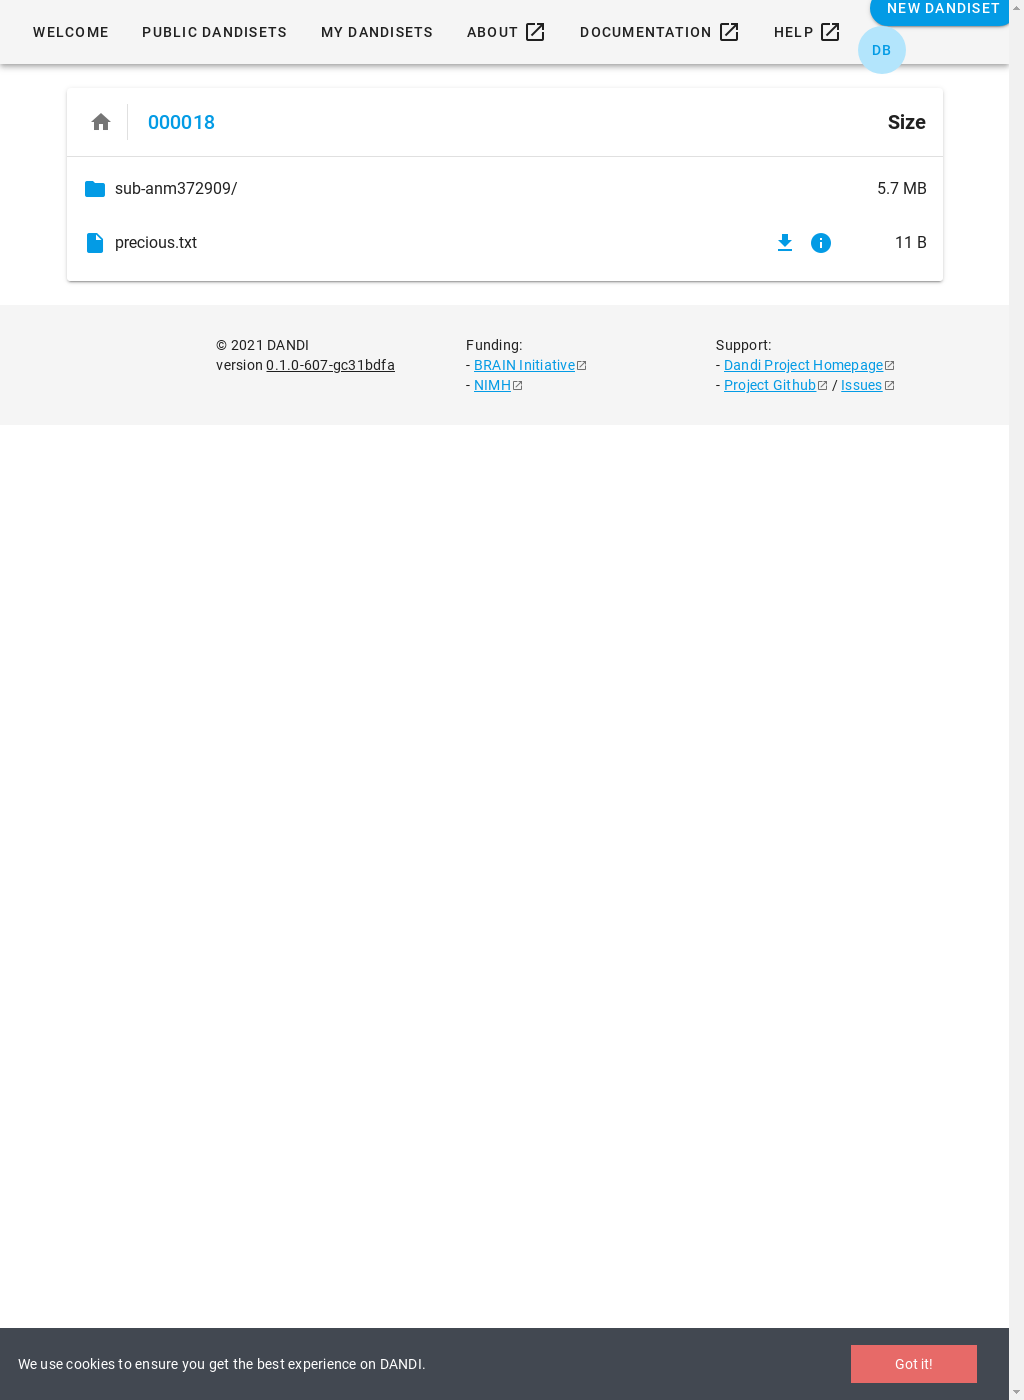 NEW DANDISET
WELCOME PUBLIC DANDISETS MY DANDISETS ABOUT DOCUMENTATION HELP
DB
000018 Size
sub-anm372909/ 5.7 MB
precious.txt 11 B
© 2021 DANDI
version 0.1.0-607-gc31bdfa
Funding:
- BRAIN Initiative
- NIMH
Support:
- Dandi Project Homepage
- Project Github / Issues
We use cookies to ensure you get the best experience on DANDI. Got it!